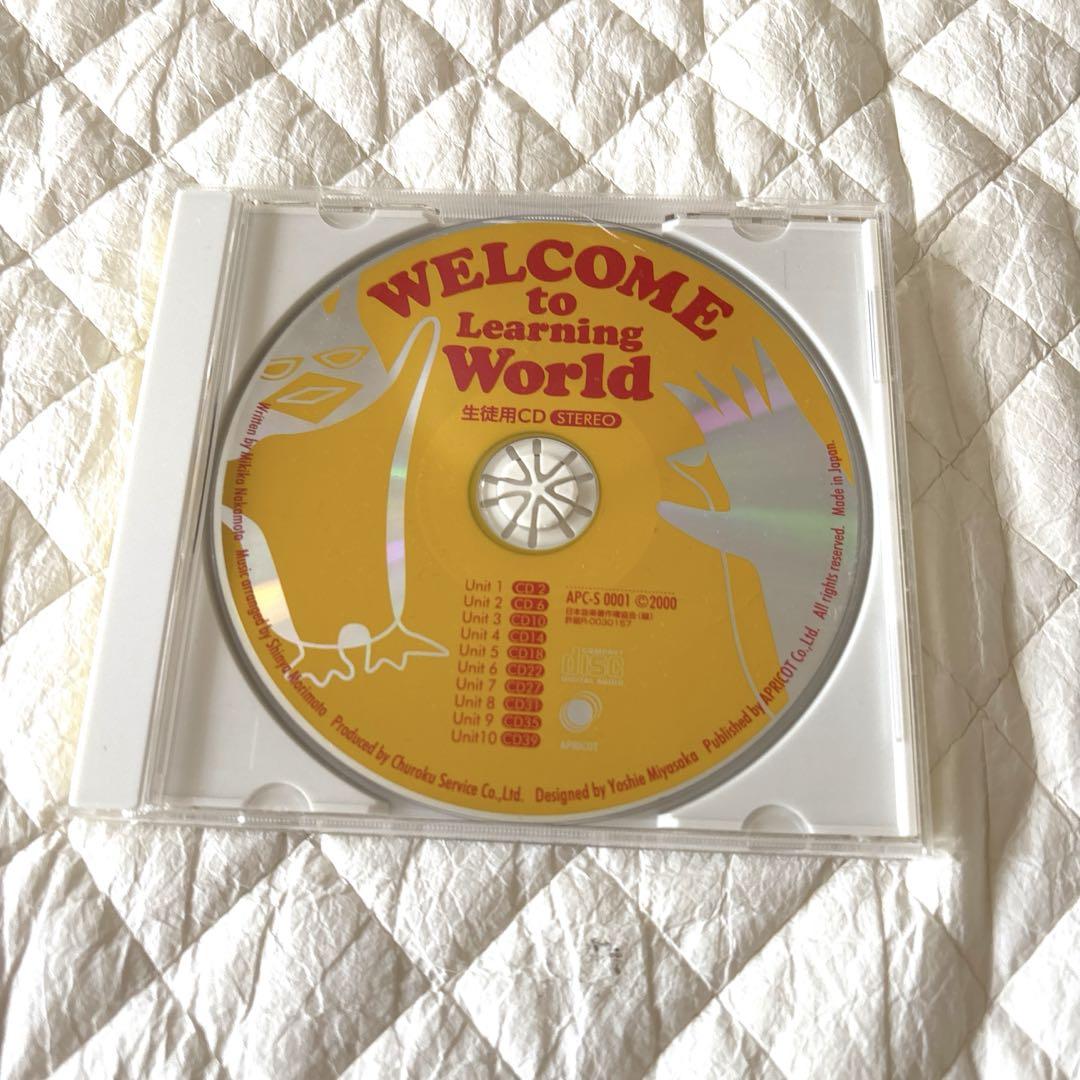 WELCOME
to
Learning
World
生徒用CD STEREO
Unit 1 CD 2
Unit 2 CD 6
Unit 3 CD10
Unit 4 CD14
Unit 5 CD18
Unit 6 CD22
Unit 7 CD27
Unit 8 CD31
Unit 9 CD35
Unit10 CD39
APC-S 0001 ©2000
日本音楽著作権協会(録)
許諾R-0030157
COMPACT
disc
DIGITAL AUDIO
APRICOT
Written by Mikiko Nakamoto Music arranged by Shinya Norimoto Produced by Churoku Service Co.,Ltd. Designed by Yoshie Miyasaka Published by APRICOT Co.,Ltd. All rights reserved. Made in Japan.